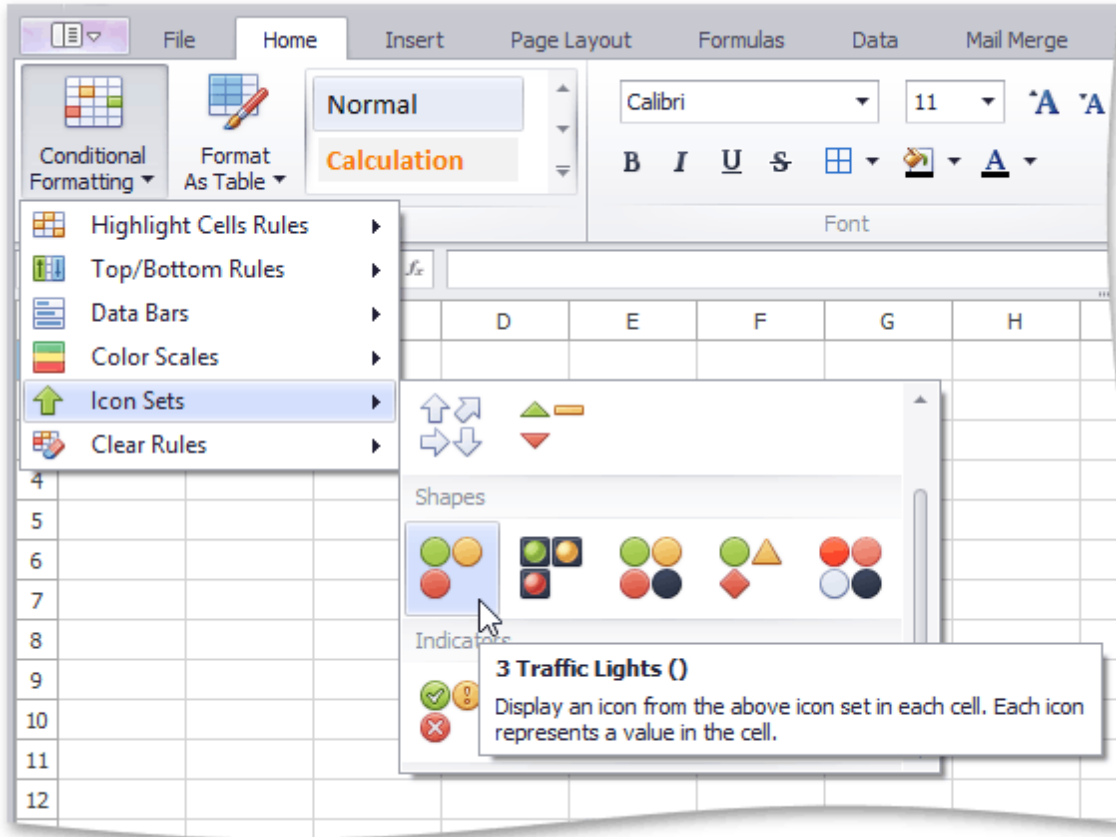 File Home Insert Page Layout Formulas Data Mail Merge
Normal
Calibri 11 A A
Conditional
Formatting
Format
As Table
Calculation
B I U S A
Font
Highlight Cells Rules
Top/Bottom Rules
fx
Data Bars
D E F G H
Color Scales
Icon Sets
Clear Rules
4
Shapes
5
6
7
8
Indicators
3 Traffic Lights ()
9
Display an icon from the above icon set in each cell. Each icon
represents a value in the cell.
10
11
12